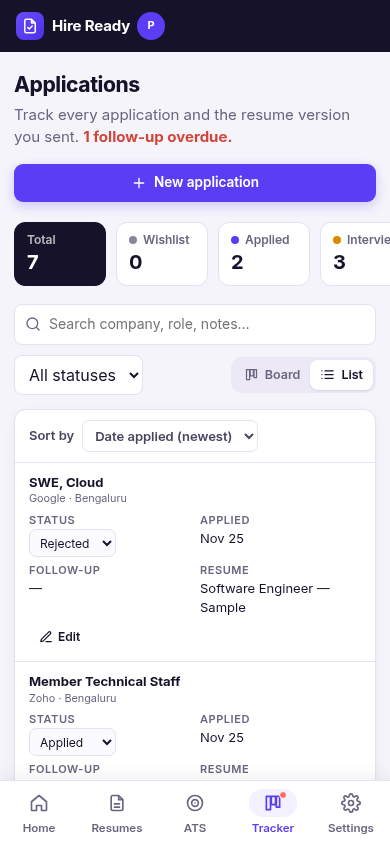 Hire Ready P
Applications
Track every application and the resume version
you sent. 1 follow-up overdue.
New application
Total
7
Wishlist
0
Applied
2
Intervie
3
Search company, role, notes...
All statuses
Board
List
Sort by Date applied (newest)
SWE, Cloud
Google · Bengaluru
STATUS
Rejected
APPLIED
Nov 25
FOLLOW-UP
—
RESUME
Software Engineer —
Sample
Edit
Member Technical Staff
Zoho · Bengaluru
STATUS
Applied
APPLIED
Nov 25
FOLLOW-UP
RESUME
Home
Resumes
ATS
Tracker
Settings